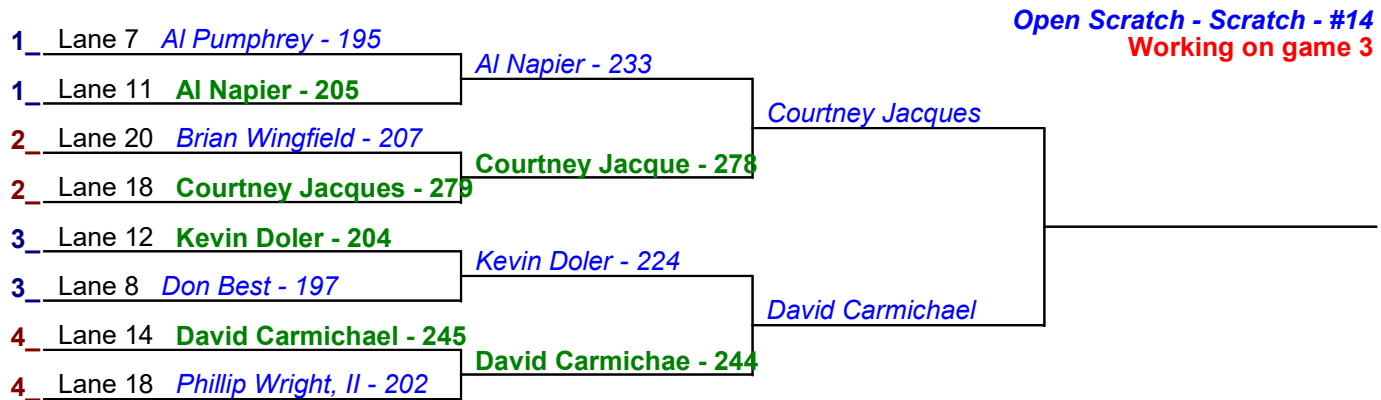 Open Scratch - Scratch - #14
Working on game 3
1_ Lane 7 Al Pumphrey - 195
1_ Lane 11 Al Napier - 205
2_ Lane 20 Brian Wingfield - 207
2_ Lane 18 Courtney Jacques - 279
3_ Lane 12 Kevin Doler - 204
3_ Lane 8 Don Best - 197
4_ Lane 14 David Carmichael - 245
4_ Lane 18 Phillip Wright, II - 202
Al Napier - 233
Courtney Jacque - 278
Kevin Doler - 224
David Carmichae - 244
Courtney Jacques
David Carmichael